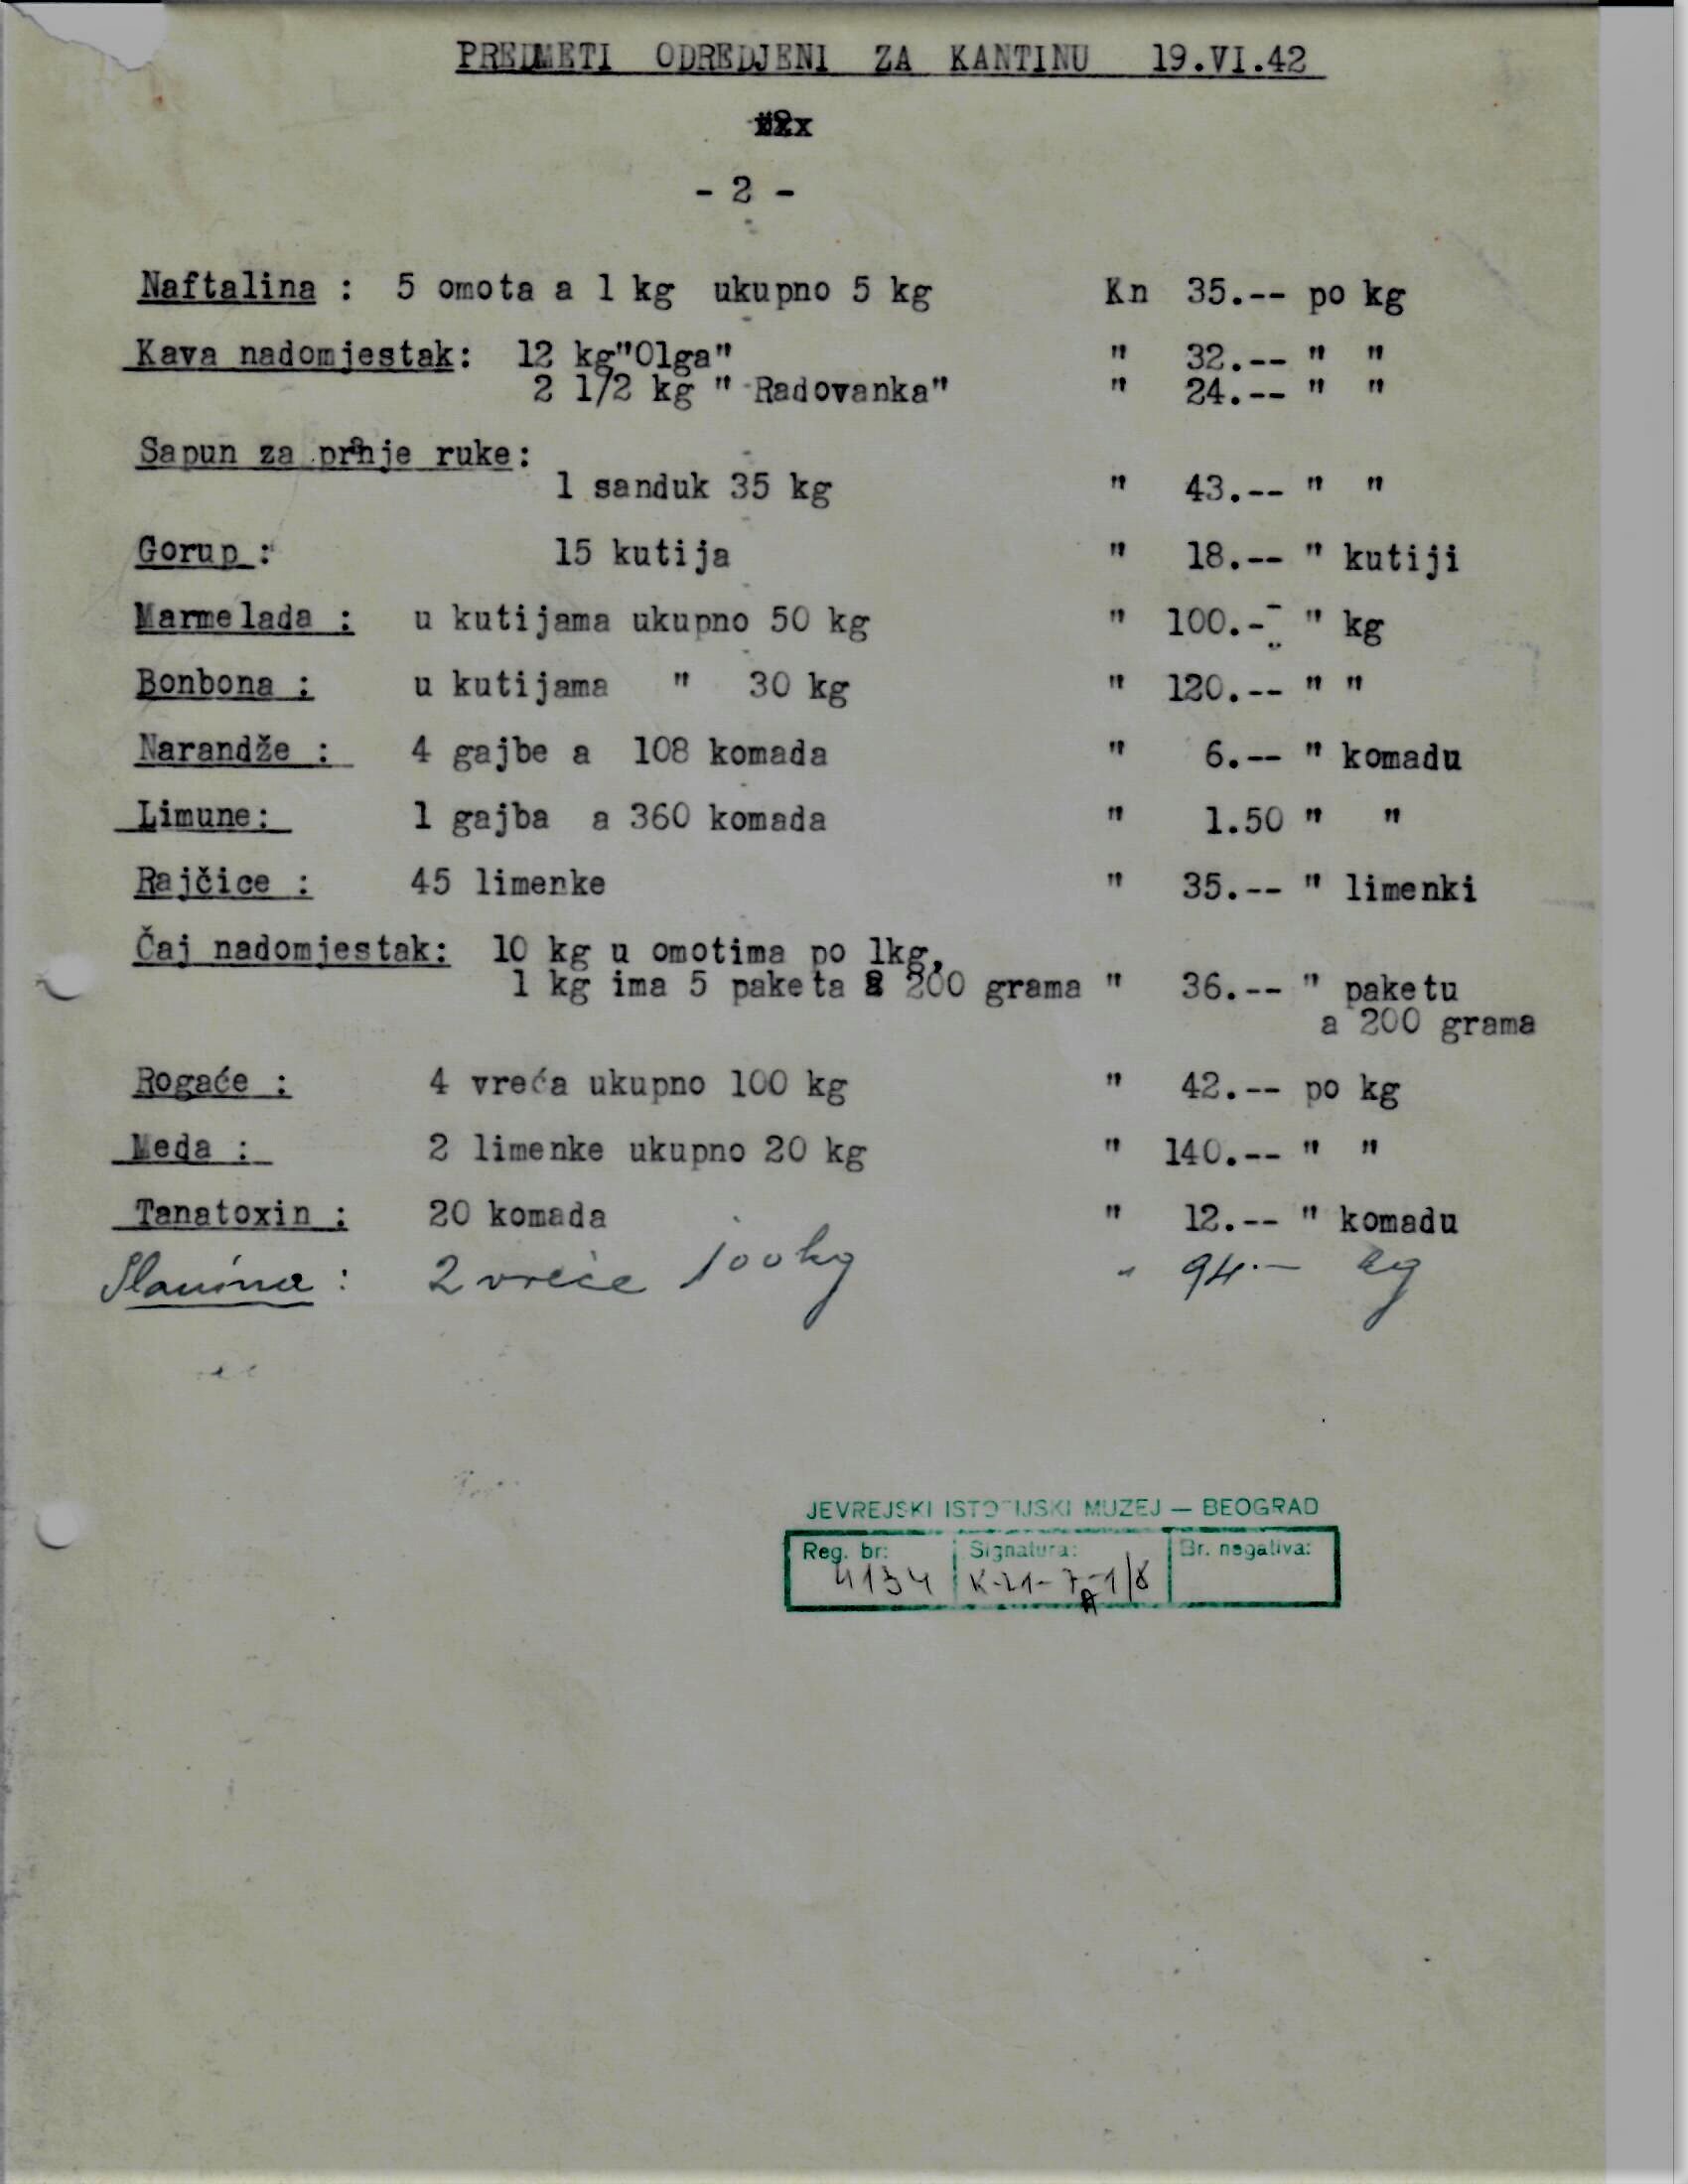 PREDMETI ODREDJENI ZA KANTINU 19.VI.42
- 2 -
Naftalina : 5 omota a 1 kg ukupno 5 kg Kn 35.-- po kg
Kava nadomjestak: 12 kg"Olga" " 32.-- " "
2 1/2 kg " Radovanka" " 24.-- " "
Sapun za prnje ruke:
1 sanduk 35 kg " 43.-- " "
Gorup : 15 kutija " 18.-- " kutiji
Marmelada : u kutijama ukupno 50 kg " 100.-- " kg
Bonbona : u kutijama " 30 kg " 120.-- " "
Narandže : 4 gajbe a 108 komada " 6.-- " komadu
Limune: 1 gajba a 360 komada " 1.50 " "
Rajčice : 45 limenke " 35.-- " limenki
Čaj nadomjestak: 10 kg u omotima po 1kg,
1 kg ima 5 paketa a 200 grama " 36.-- " paketu
a 200 grama
Rogaće : 4 vreća ukupno 100 kg " 42.-- po kg
Meda : 2 limenke ukupno 20 kg " 140.-- " "
Tanatoxin : 20 komada " 12.-- " komadu
Slanina : 2 vreće 100 kg " 94.— kg
JEVREJSKI ISTORIJSKI MUZEJ — BEOGRAD
Reg. br: Signatura: Br. negativa:
4134 K-21-7A-1/8